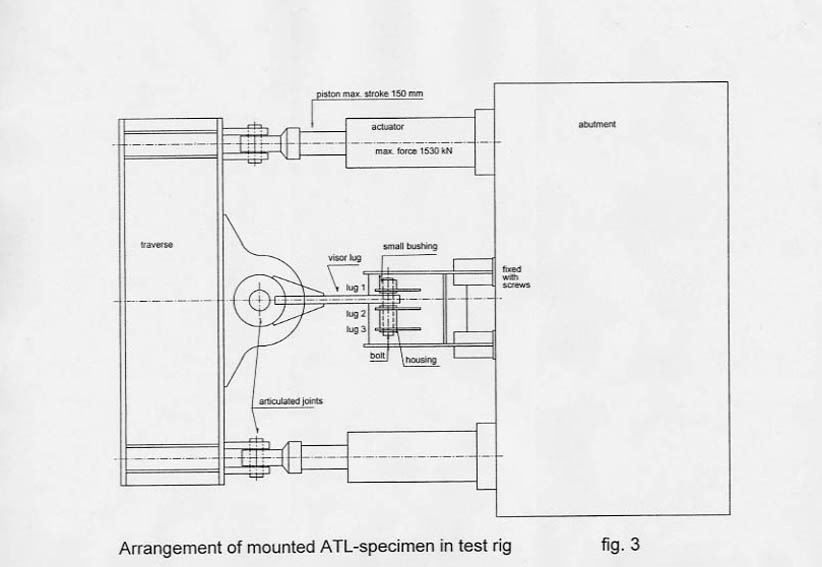 piston max. stroke 150 mm
actuator
max. force 1530 kN
abutment
traverse
small bushing
visor lug
lug 1
lug 2
lug 3
fixed
with
screws
bolt
housing
articulated joints
Arrangement of mounted ATL-specimen in test rig
fig. 3